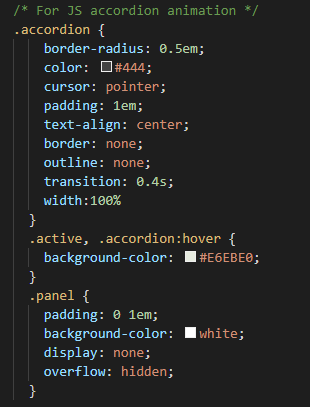 /* For JS accordion animation */
.accordion {
border-radius: 0.5em;
color: #444;
cursor: pointer;
padding: 1em;
text-align: center;
border: none;
outline: none;
transition: 0.4s;
width:100%
}
.active, .accordion:hover {
background-color: #E6EBE0;
}
.panel {
padding: 0 1em;
background-color: white;
display: none;
overflow: hidden;
}